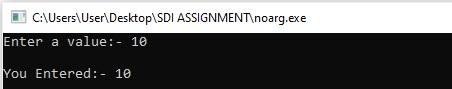 C:\Users\User\Desktop\SDI ASSIGNMENT\noarg.exe
Enter a value:- 10
You Entered:- 10